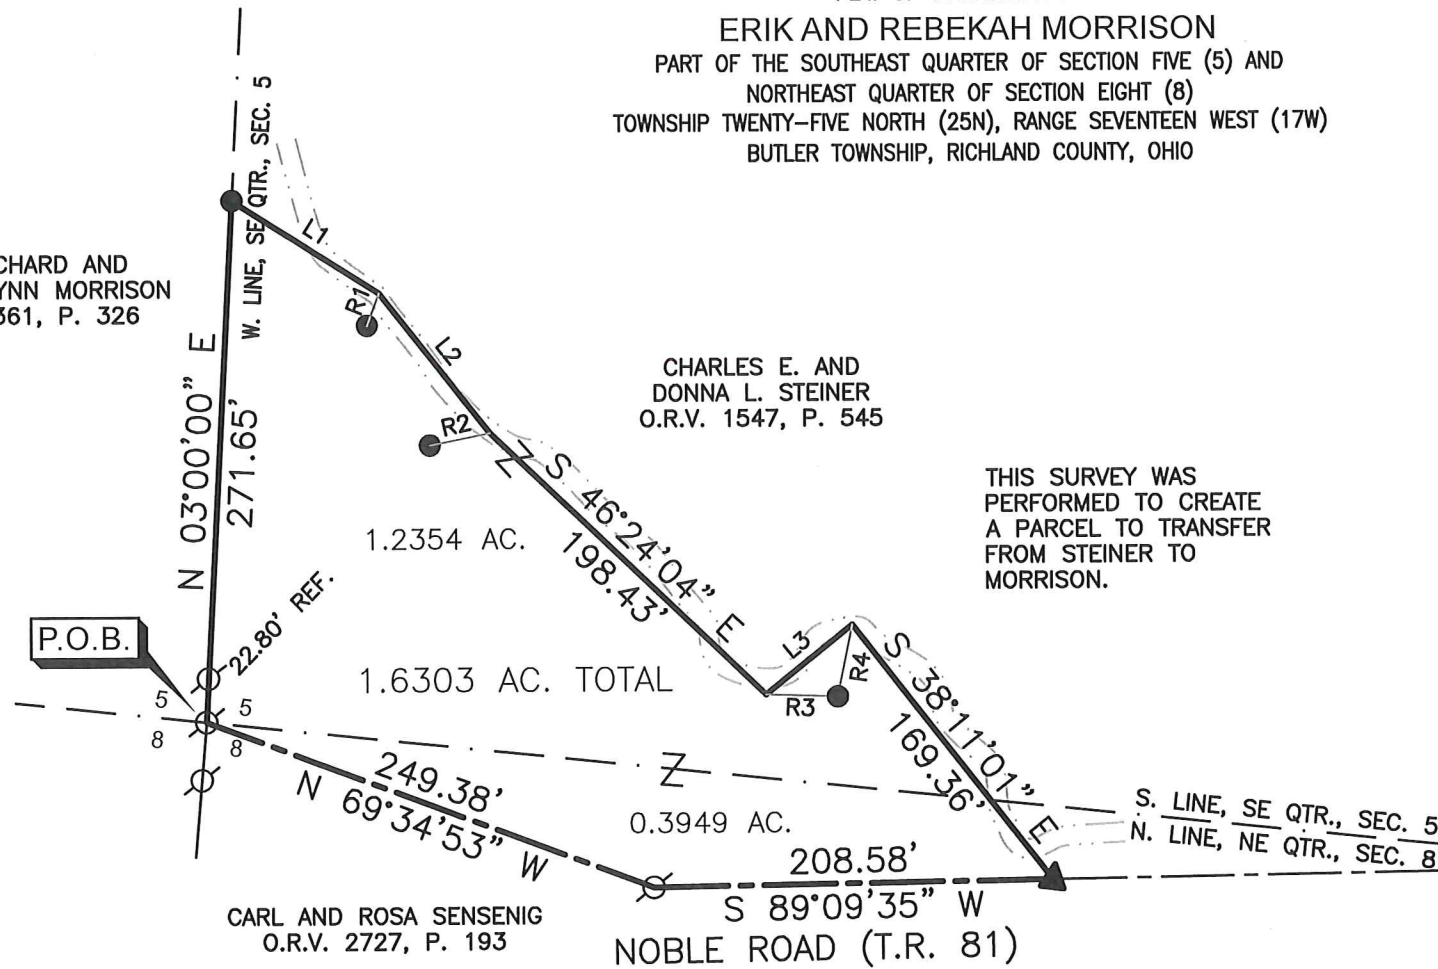 ERIK AND REBEKAH MORRISON
PART OF THE SOUTHEAST QUARTER OF SECTION FIVE (5) AND
NORTHEAST QUARTER OF SECTION EIGHT (8)
TOWNSHIP TWENTY-FIVE NORTH (25N), RANGE SEVENTEEN WEST (17W)
BUTLER TOWNSHIP, RICHLAND COUNTY, OHIO
W. LINE, SE QTR., SEC. 5
L1
CHARD AND
YNN MORRISON
361, P. 326
R1
L2
N 03°00'00" E
271.65'
CHARLES E. AND
DONNA L. STEINER
O.R.V. 1547, P. 545
R2
Z
S 46°24'04" E
198.43'
THIS SURVEY WAS
PERFORMED TO CREATE
A PARCEL TO TRANSFER
FROM STEINER TO
MORRISON.
1.2354 AC.
22.80' REF.
P.O.B.
1.6303 AC. TOTAL
L3
R4
R3
S 38°11'01" E
169.36'
5
5
8
8
Z
249.38'
N 69°34'53" W
0.3949 AC.
S. LINE, SE QTR., SEC. 5
N. LINE, NE QTR., SEC. 8
208.58'
S 89°09'35" W
CARL AND ROSA SENSENIG
O.R.V. 2727, P. 193
NOBLE ROAD (T.R. 81)